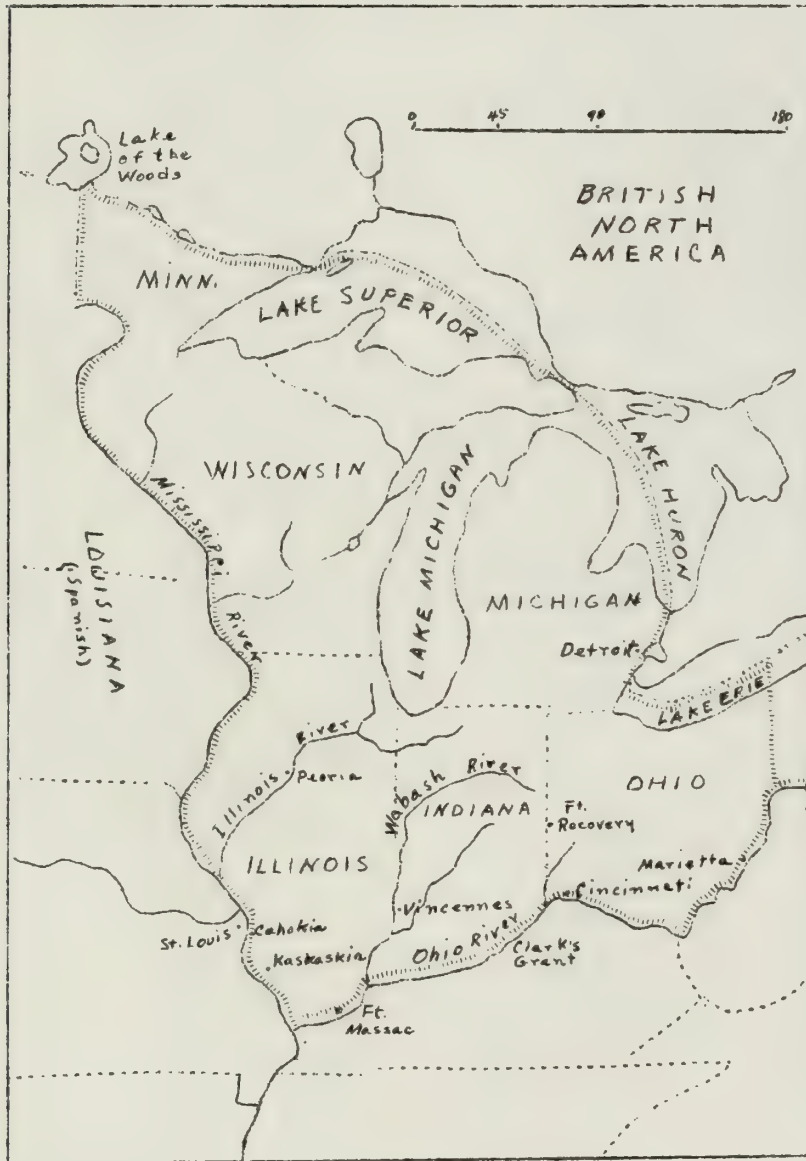 Lake
of the
Woods
0 45 90 180
BRITISH
NORTH
AMERICA
MINN.
LAKE SUPERIOR
LAKE HURON
WISCONSIN
LAKE MICHIGAN
MICHIGAN
Mississippi
River
LOUISIANA
(Spanish)
Detroit
LAKE ERIE
Illinois River
Peoria
Wabash River
INDIANA
OHIO
Ft.
Recovery
ILLINOIS
Marietta
Cincinnati
Vincennes
St. Louis
Cahokia
Kaskaskia
Ohio River
Clark's
Grant
Ft.
Massac